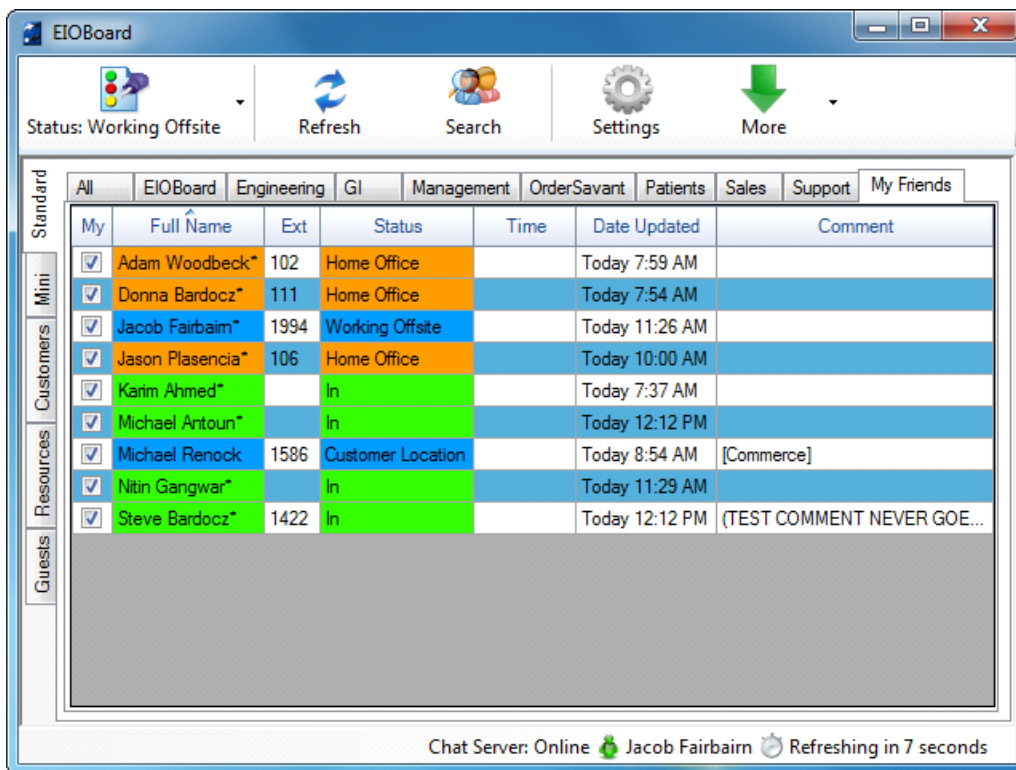 EIOBoard
Status: Working Offsite Refresh Search Settings More
Standard
Mini
Customers
Resources
Guests
All EIOBoard Engineering GI Management OrderSavant Patients Sales Support My Friends
My Full Name Ext Status Time Date Updated Comment
Adam Woodbeck* 102 Home Office Today 7:59 AM
Donna Bardocz* 111 Home Office Today 7:54 AM
Jacob Fairbairn* 1994 Working Offsite Today 11:26 AM
Jason Plasencia* 106 Home Office Today 10:00 AM
Karim Ahmed* In Today 7:37 AM
Michael Antoun* In Today 12:12 PM
Michael Renock 1586 Customer Location Today 8:54 AM [Commerce]
Nitin Gangwar* In Today 11:29 AM
Steve Bardocz* 1422 In Today 12:12 PM (TEST COMMENT NEVER GOE...
Chat Server: Online Jacob Fairbairn Refreshing in 7 seconds